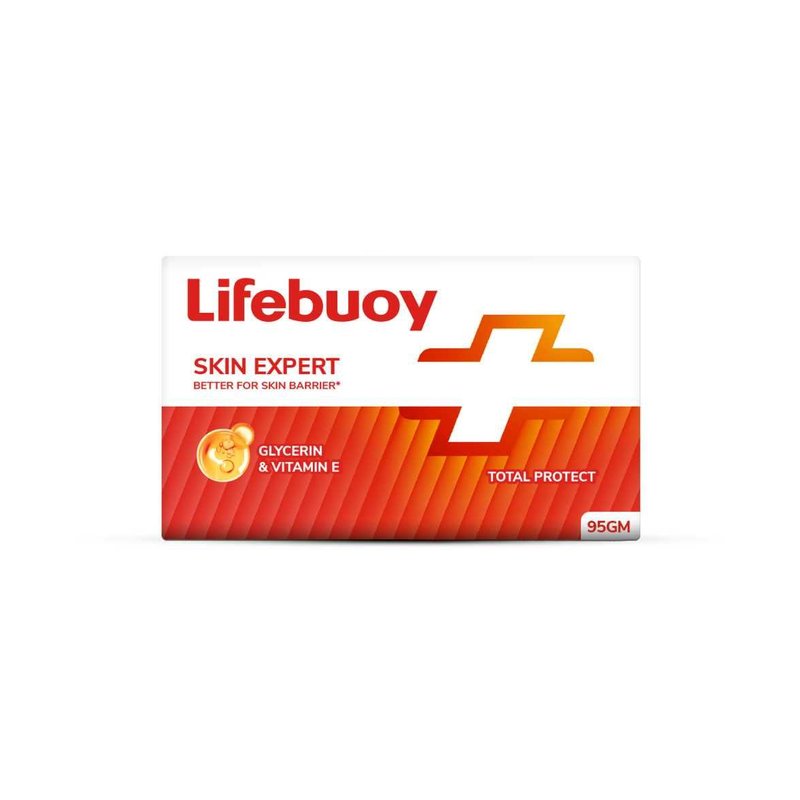 Lifebuoy
SKIN EXPERT
BETTER FOR SKIN BARRIER*
GLYCERIN
& VITAMIN E
TOTAL PROTECT
95GM